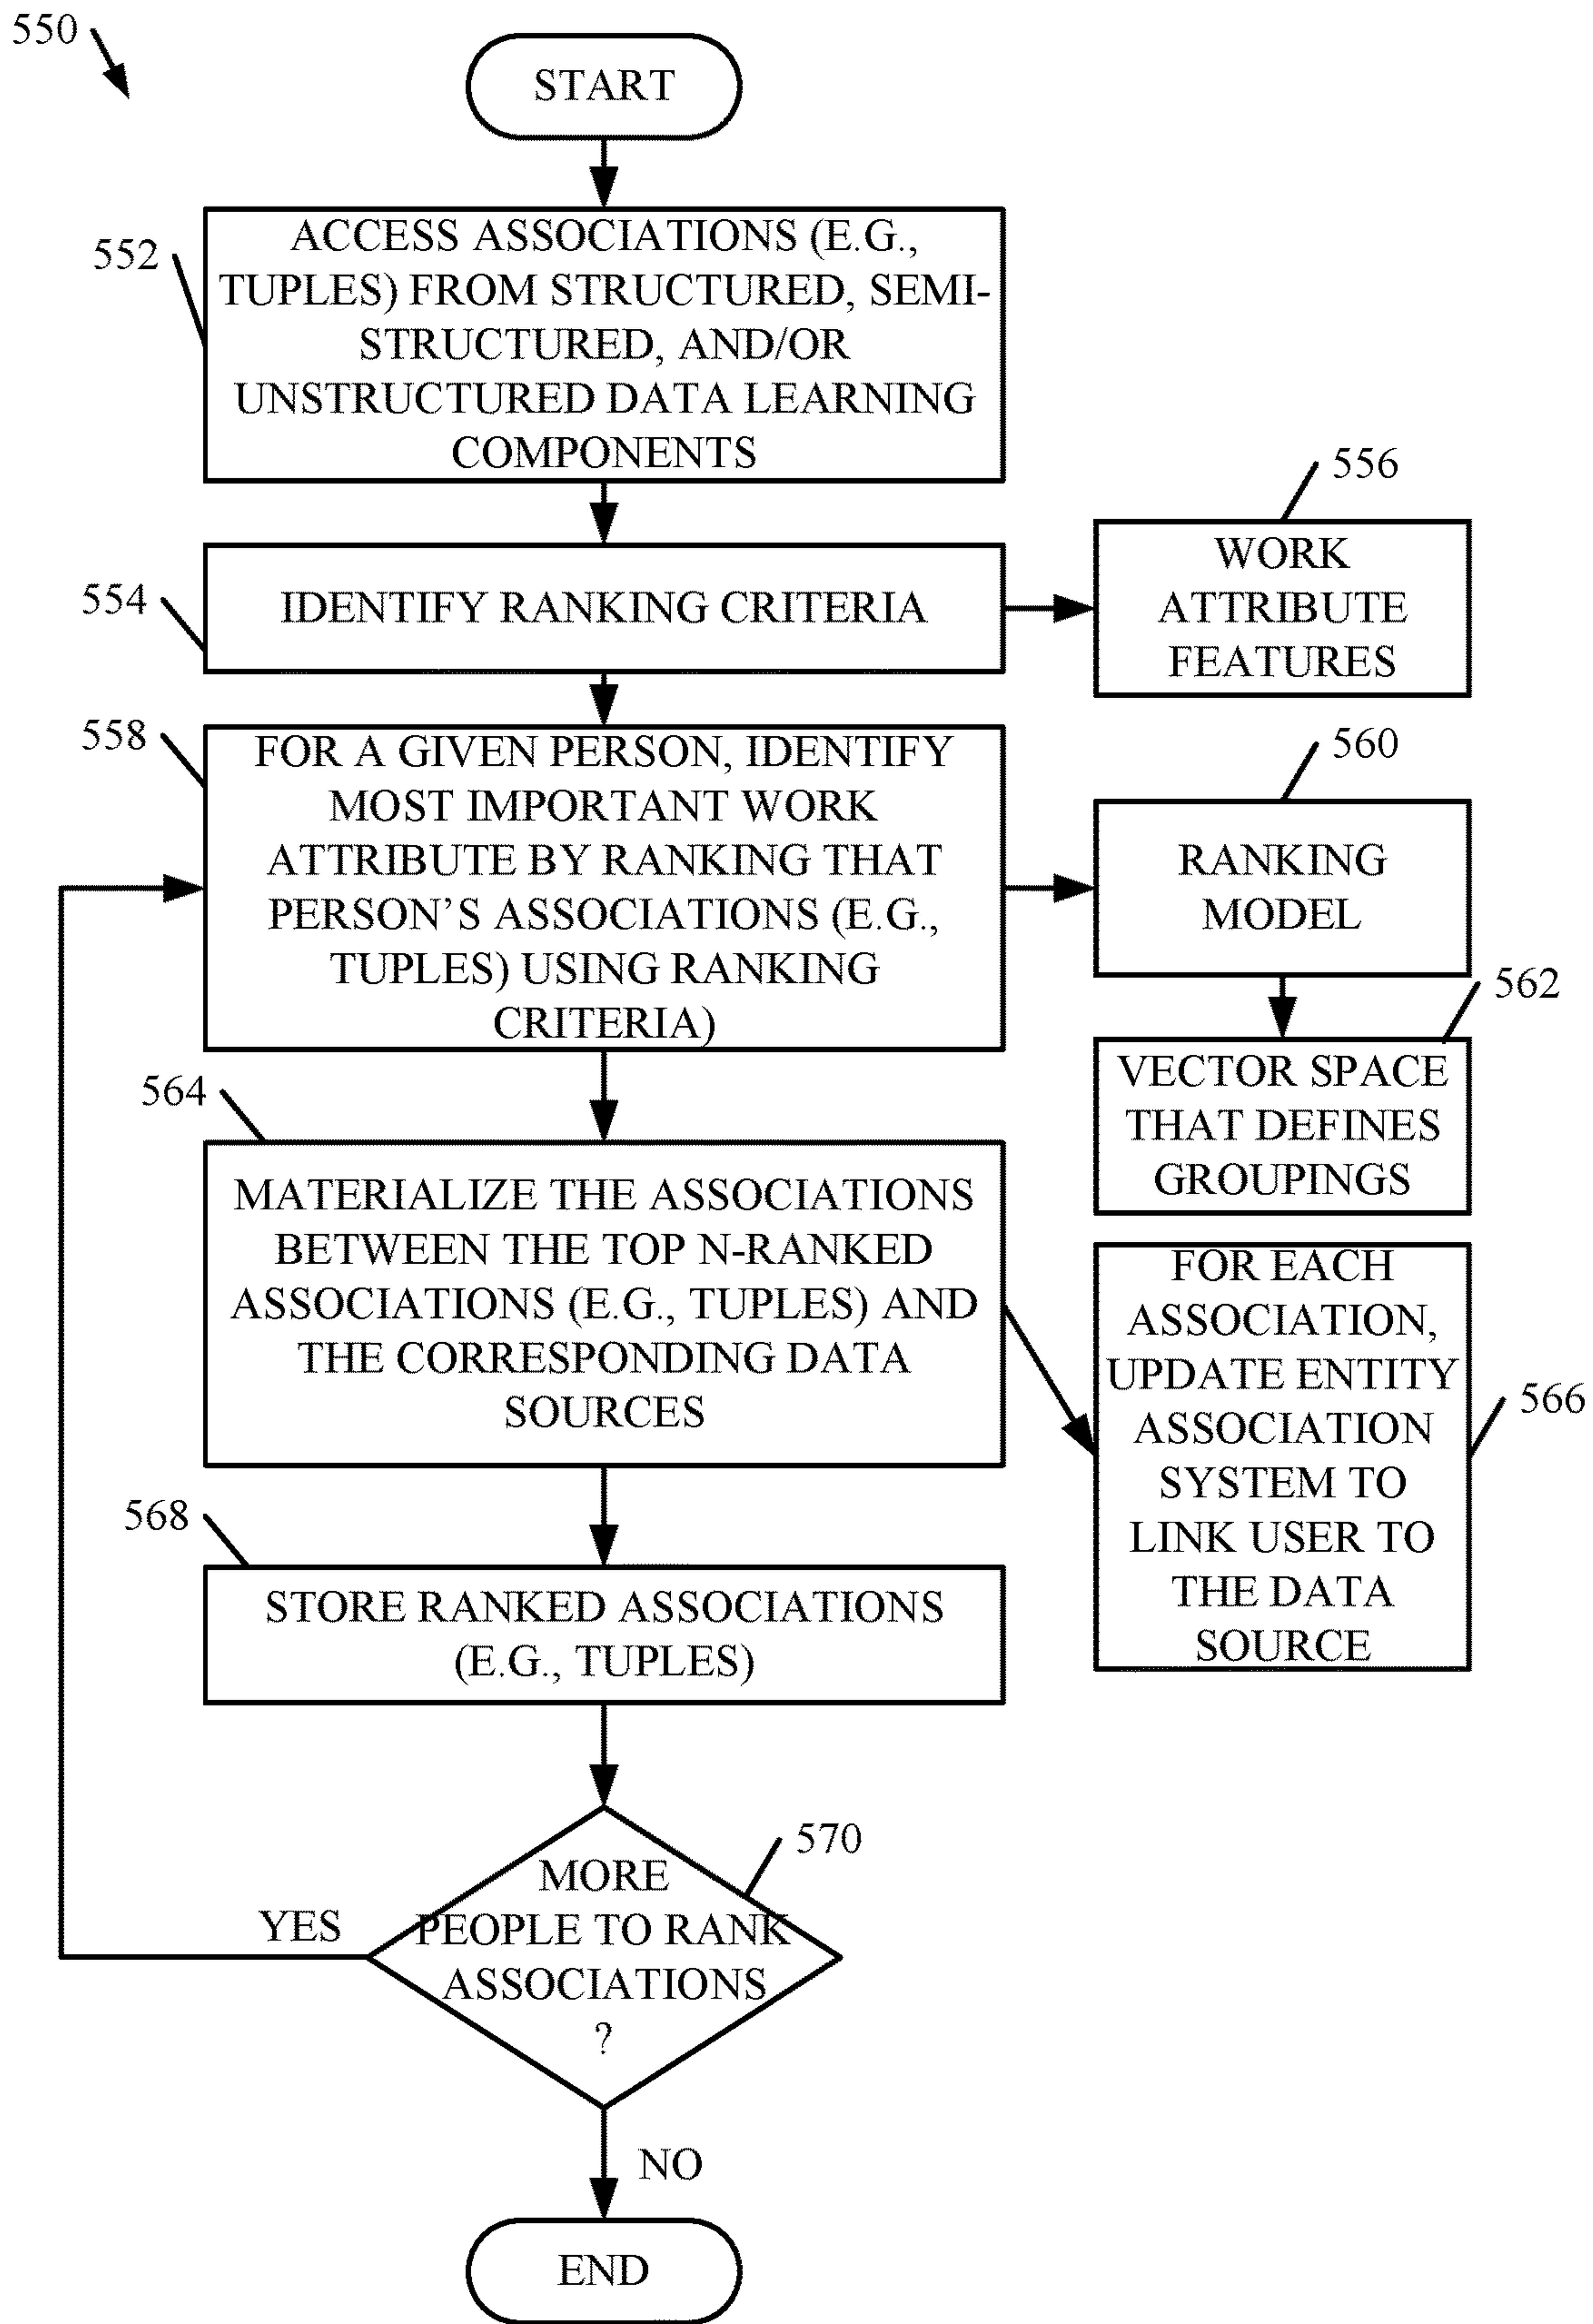 550
START
552
ACCESS ASSOCIATIONS (E.G.,
TUPLES) FROM STRUCTURED, SEMI-
STRUCTURED, AND/OR
UNSTRUCTURED DATA LEARNING
COMPONENTS
554
IDENTIFY RANKING CRITERIA
556
WORK
ATTRIBUTE
FEATURES
558
FOR A GIVEN PERSON, IDENTIFY
MOST IMPORTANT WORK
ATTRIBUTE BY RANKING THAT
PERSON'S ASSOCIATIONS (E.G.,
TUPLES) USING RANKING
CRITERIA)
560
RANKING
MODEL
562
VECTOR SPACE
THAT DEFINES
GROUPINGS
564
MATERIALIZE THE ASSOCIATIONS
BETWEEN THE TOP N-RANKED
ASSOCIATIONS (E.G., TUPLES) AND
THE CORRESPONDING DATA
SOURCES
FOR EACH
ASSOCIATION,
UPDATE ENTITY
ASSOCIATION
SYSTEM TO
LINK USER TO
THE DATA
SOURCE
566
568
STORE RANKED ASSOCIATIONS
(E.G., TUPLES)
570
MORE
PEOPLE TO RANK
ASSOCIATIONS
?
YES
NO
END